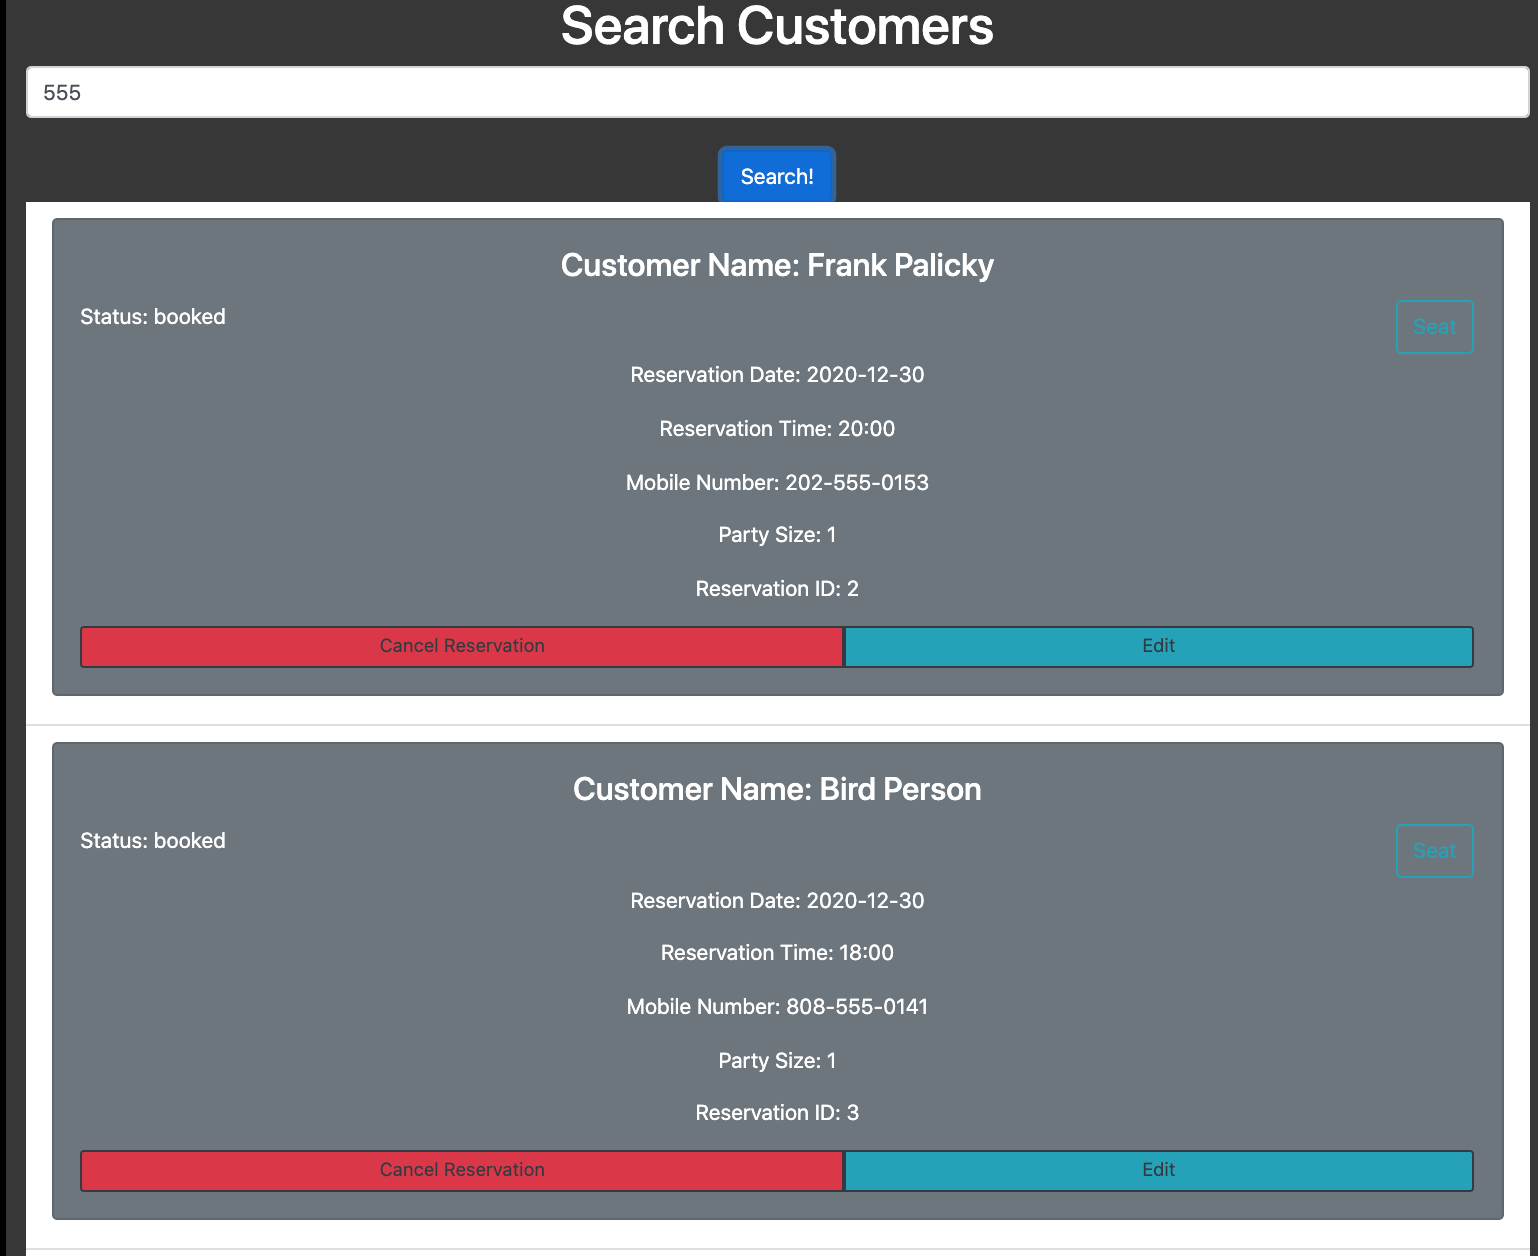 Search Customers
555
Search!
Customer Name: Frank Palicky
Status: booked
Seat
Reservation Date: 2020-12-30
Reservation Time: 20:00
Mobile Number: 202-555-0153
Party Size: 1
Reservation ID: 2
Cancel Reservation Edit
Customer Name: Bird Person
Status: booked
Seat
Reservation Date: 2020-12-30
Reservation Time: 18:00
Mobile Number: 808-555-0141
Party Size: 1
Reservation ID: 3
Cancel Reservation Edit